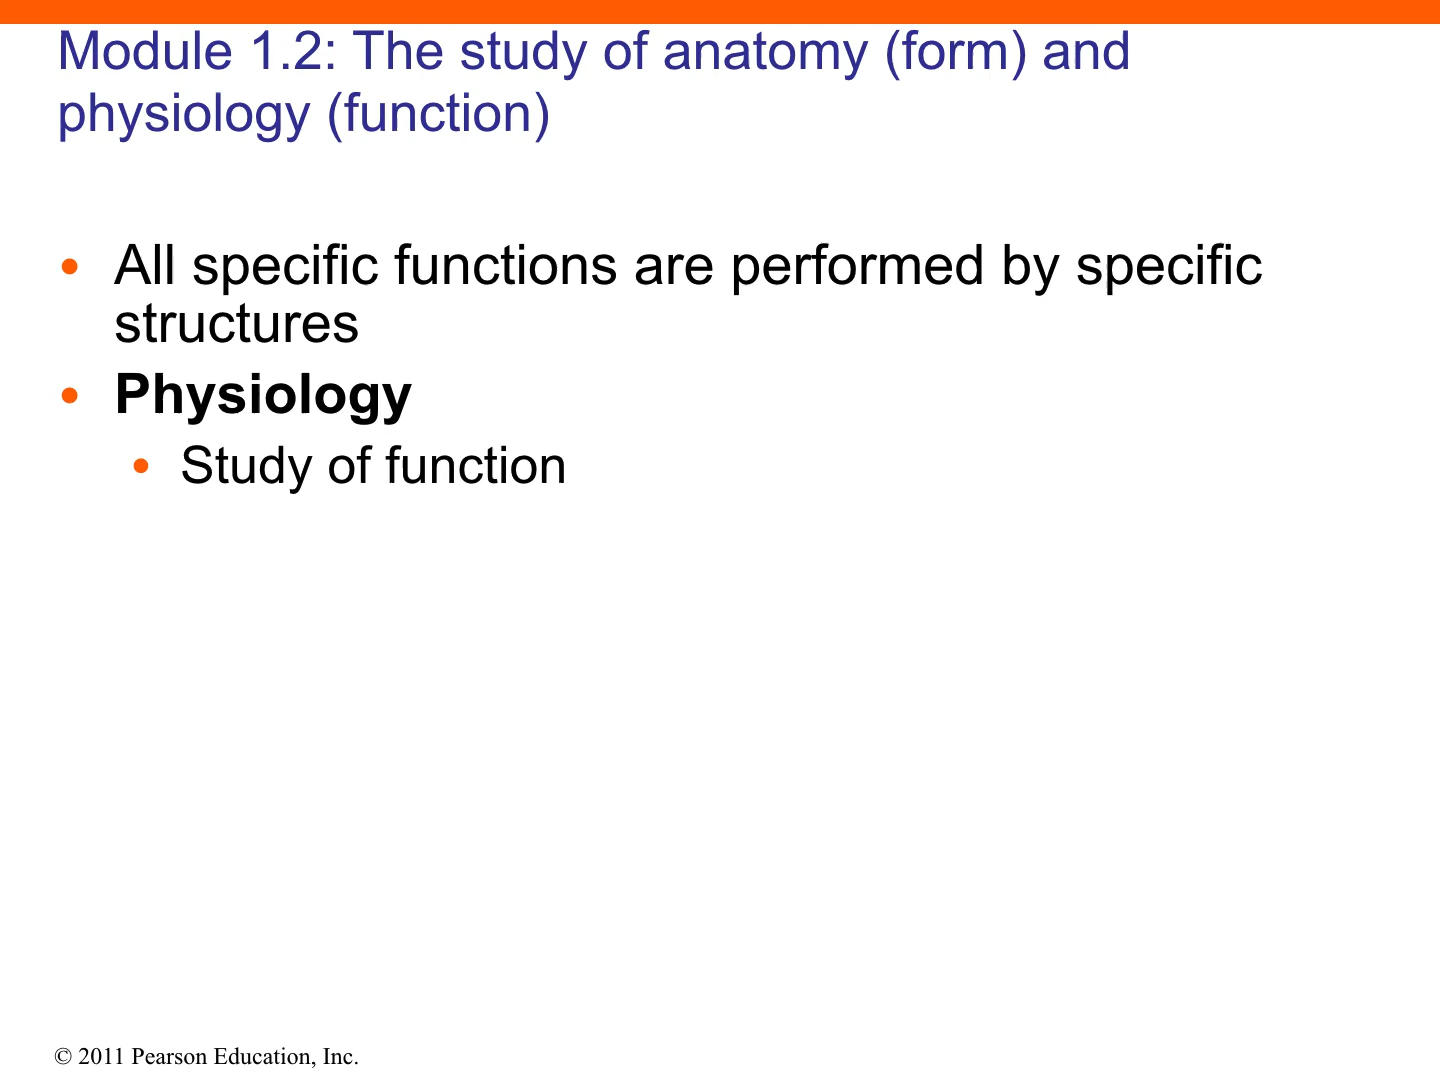 Module 1.2: The study of anatomy (form) and
physiology (function)
• All specific functions are performed by specific
structures
• Physiology
• Study of function
© 2011 Pearson Education, Inc.